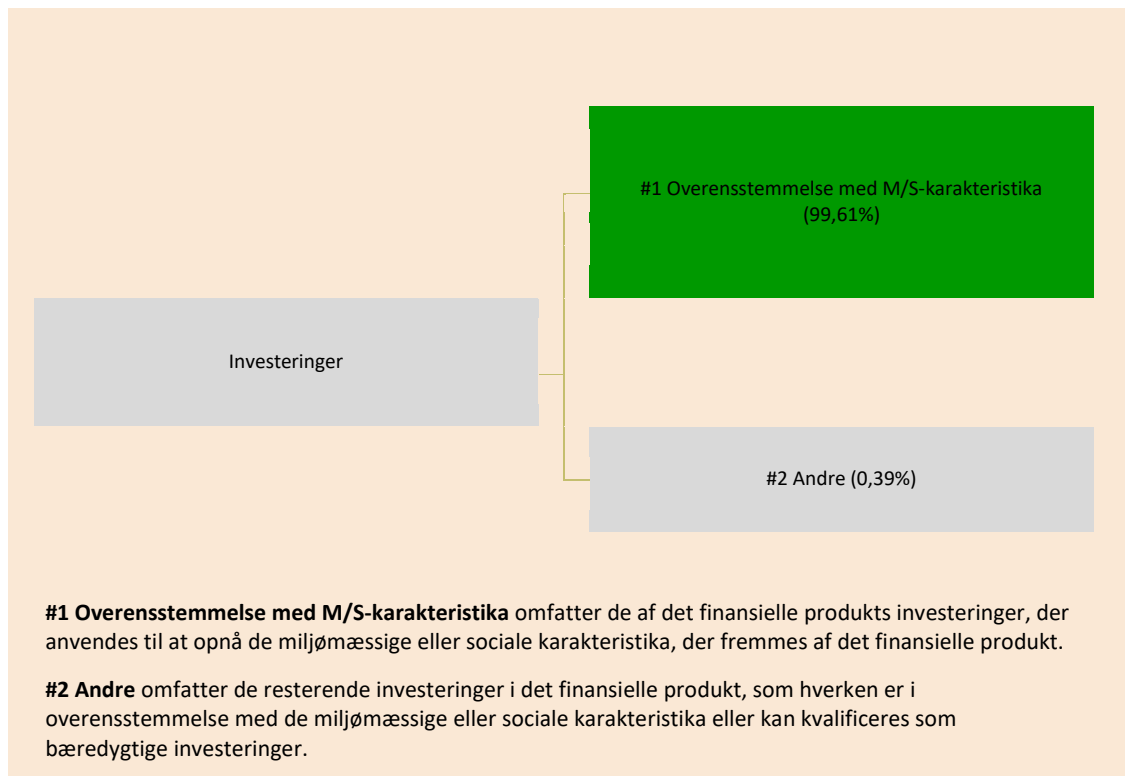 #1 Overensstemmelse med M/S-karakteristika
(99,61%)
Investeringer
#2 Andre (0,39%)
#1 Overensstemmelse med M/S-karakteristika omfatter de af det finansielle produkts investeringer, der
anvendes til at opnå de miljømæssige eller sociale karakteristika, der fremmes af det finansielle produkt.
#2 Andre omfatter de resterende investeringer i det finansielle produkt, som hverken er i
overensstemmelse med de miljømæssige eller sociale karakteristika eller kan kvalificeres som
bæredygtige investeringer.